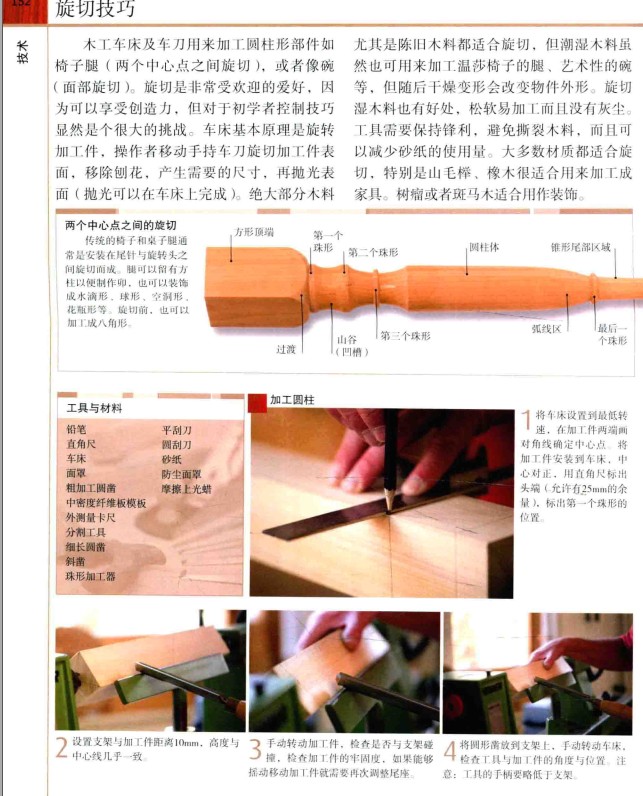 152
旋切技巧
技术
木工车床及车刀用来加工圆柱形部件如
椅子腿（两个中心点之间旋切），或者像碗
（面部旋切）。旋切是非常受欢迎的爱好，因
为可以享受创造力，但对于初学者控制技巧
显然是个很大的挑战。车床基本原理是旋转
加工件，操作者移动手持车刀旋切加工件表
面，移除刨花，产生需要的尺寸，再抛光表
面（抛光可以在车床上完成）。绝大部分木料
尤其是陈旧木料都适合旋切，但潮湿木料虽
然也可用来加工温莎椅子的腿、艺术性的碗
等，但随后干燥变形会改变物件外形。旋切
湿木料也有好处，松软易加工而且没有灰尘。
工具需要保持锋利，避免撕裂木料，而且可
以减少砂纸的使用量。大多数材质都适合旋
切，特别是山毛榉、橡木很适合用来加工成
家具。树瘤或者斑马木适合用作装饰。
两个中心点之间的旋切
传统的椅子和桌子腿通
常是安装在尾针与旋转头之
间旋切而成。腿可以留有方
柱以便制作卯，也可以装饰
成水滴形、球形、空洞形、
花瓶形等。旋切前，也可以
加工成八角形。
方形顶端
第一个
珠形
第二个珠形
圆柱体
锥形尾部区域
过渡
山谷
（凹槽）
第三个珠形
弧线区
最后一
个珠形
工具与材料
铅笔
直角尺
车床
面罩
粗加工圆凿
中密度纤维板模板
外测量卡尺
分割工具
细长圆凿
斜凿
珠形加工器
平刮刀
圆刮刀
砂纸
防尘面罩
摩擦上光蜡
加工圆柱
1 将车床设置到最低转
速，在加工件两端画
对角线确定中心点。将
加工件安装到车床，中
心对正，用直角尺标出
头端（允许有25mm的余
量），标出第一个珠形的
位置。
2 设置支架与加工件距离10mm，高度与
中心线几乎一致。
3 手动转动加工件，检查是否与支架碰
撞，检查加工件的牢固度，如果能够
摇动移动加工件就需要再次调整尾座。
4 将圆形凿放到支架上，手动转动车床，
检查工具与加工件的角度与位置。注
意：工具的手柄要略低于支架。